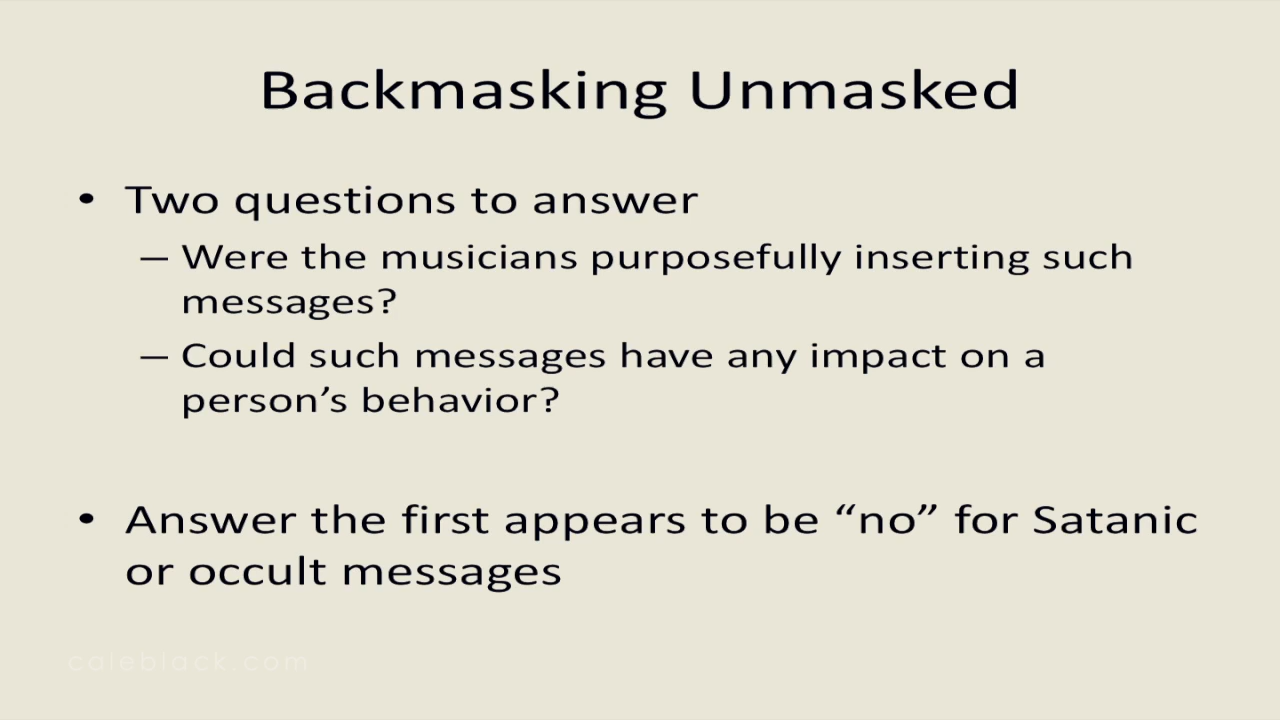 Backmasking Unmasked
• Two questions to answer
– Were the musicians purposefully inserting such
messages?
– Could such messages have any impact on a
person’s behavior?
• Answer the first appears to be “no” for Satanic
or occult messages
caleblack.com